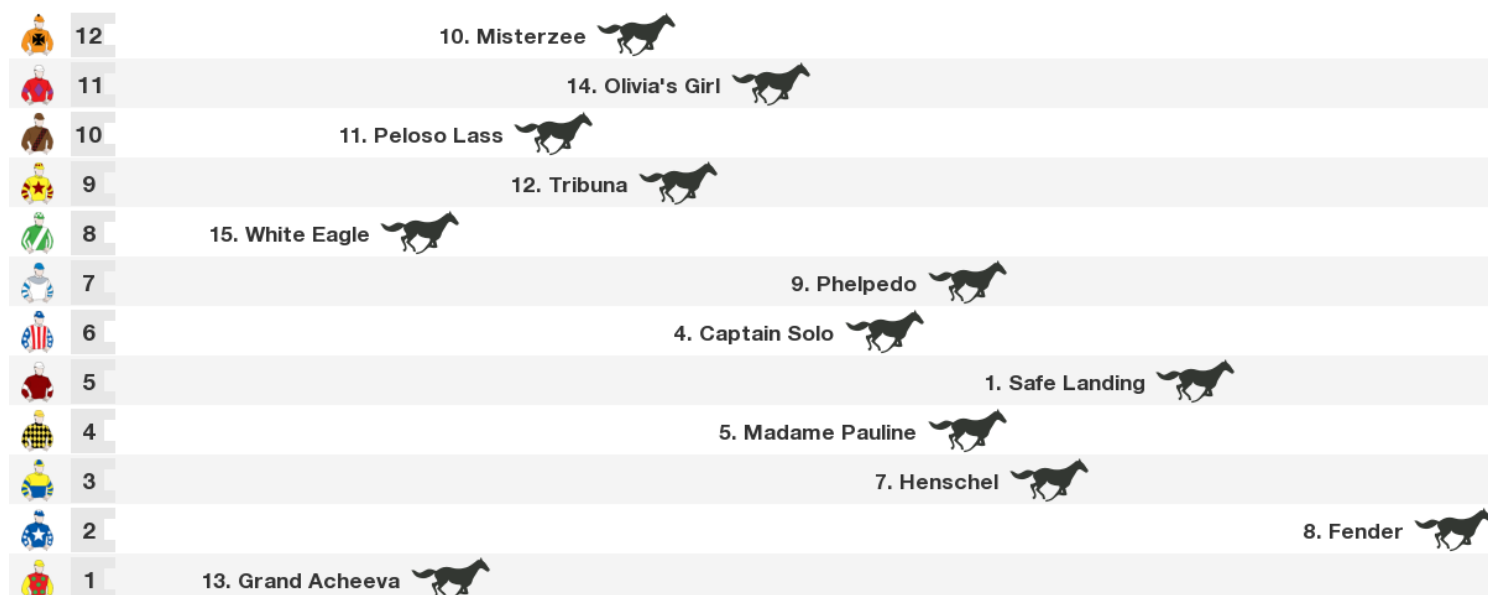 12 10. Misterzee
11 14. Olivia's Girl
10 11. Peloso Lass
9 12. Tribuna
8 15. White Eagle
7 9. Phelpedo
6 4. Captain Solo
5 1. Safe Landing
4 5. Madame Pauline
3 7. Henschel
2 8. Fender
1 13. Grand Acheeva